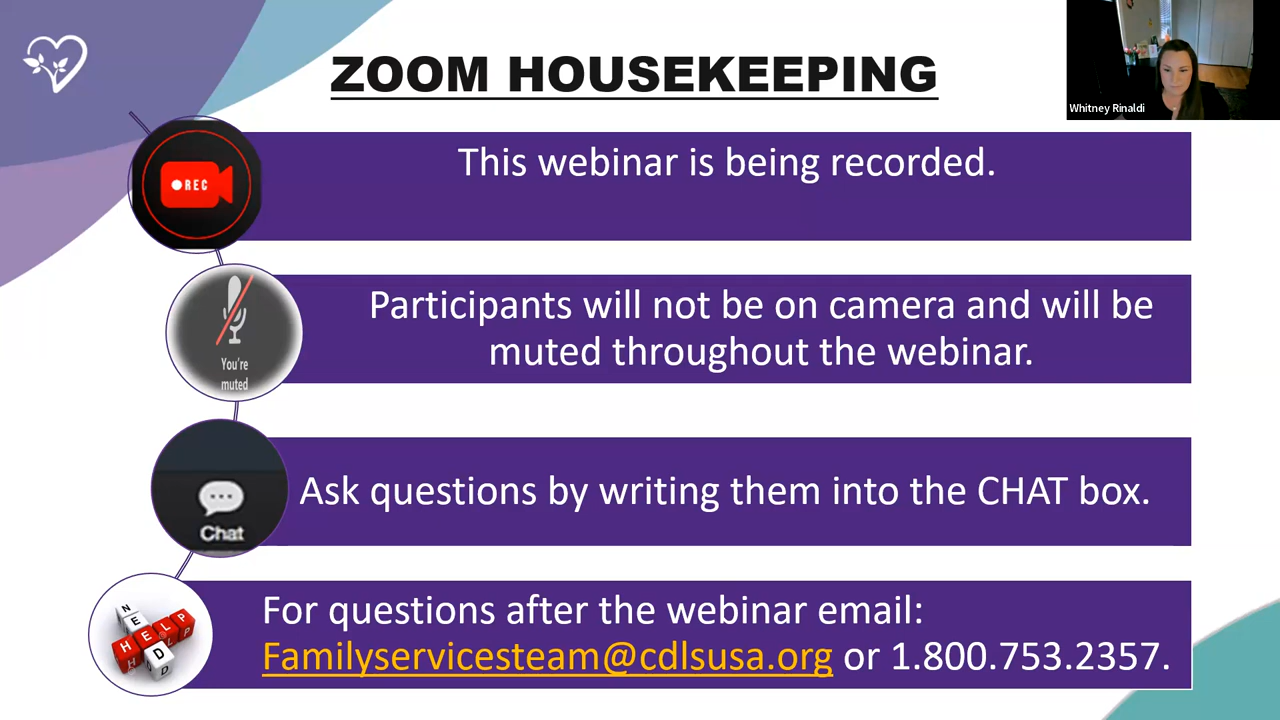 ZOOM HOUSEKEEPING
Whitney Rinaldi
REC
This webinar is being recorded.
You're
muted
Participants will not be on camera and will be
muted throughout the webinar.
Chat
Ask questions by writing them into the CHAT box.
NEED
HELP
For questions after the webinar email:
Familyservicesteam@cdlsusa.org or 1.800.753.2357.